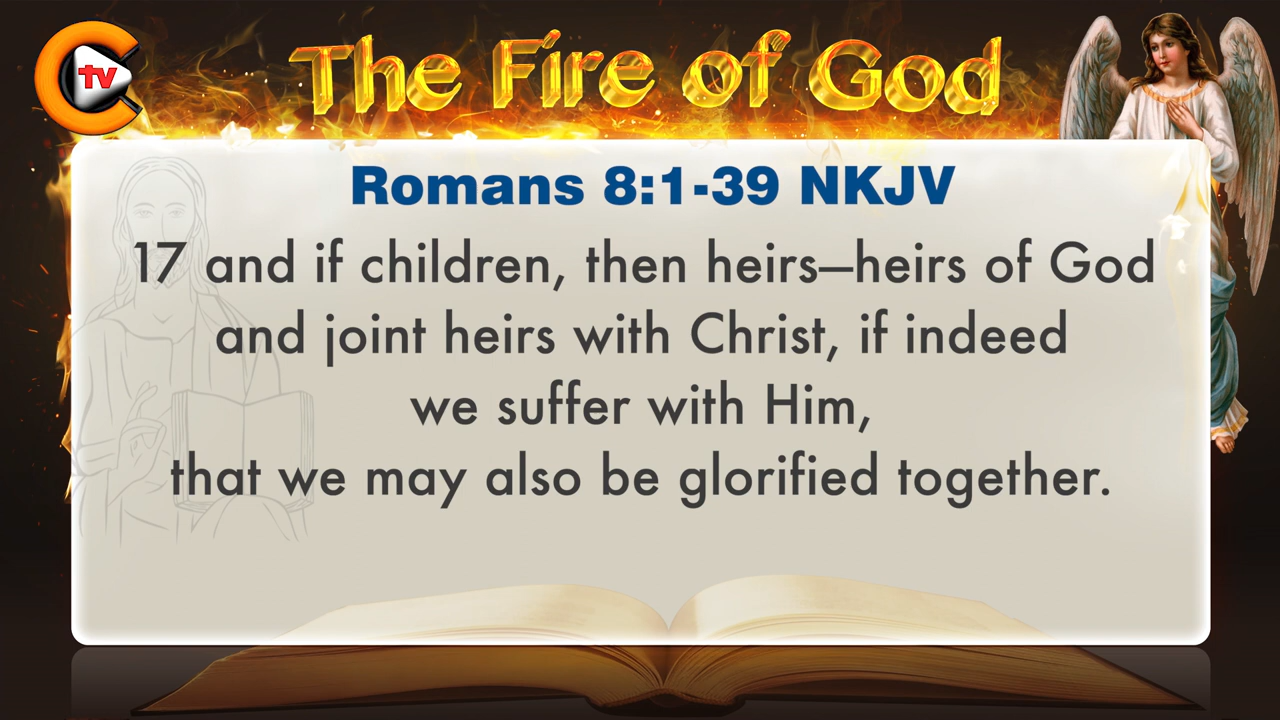 tv
The Fire of God
Romans 8:1-39 NKJV
17 and if children, then heirs—heirs of God
and joint heirs with Christ, if indeed
we suffer with Him,
that we may also be glorified together.